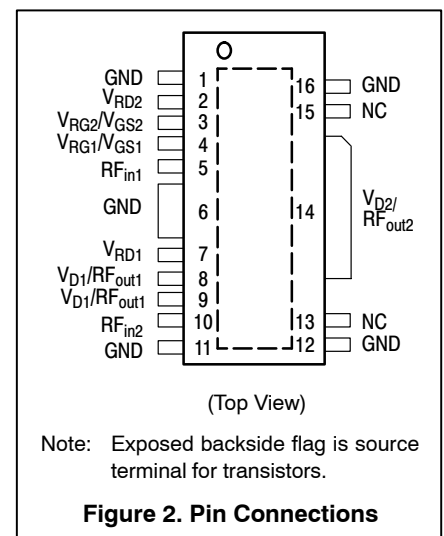 GND 1
VRD2 2
VRG2/VGS2 3
VRG1/VGS1 4
RFin1 5
GND 6
VRD1 7
VD1/RFout1 8
VD1/RFout1 9
RFin2 10
GND 11
16 GND
15 NC
14 VD2/
RFout2
13 NC
12 GND
(Top View)
Note: Exposed backside flag is source
terminal for transistors.
Figure 2. Pin Connections